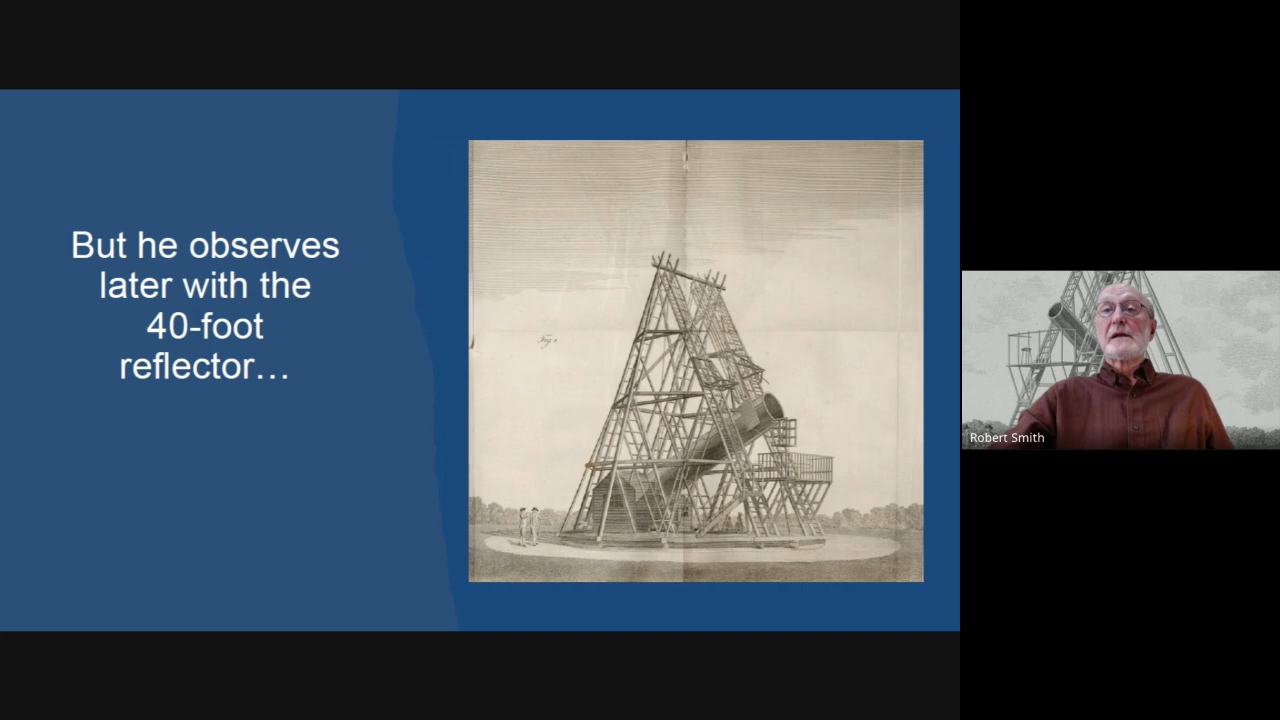 But he observes
later with the
40-foot
reflector…
Robert Smith